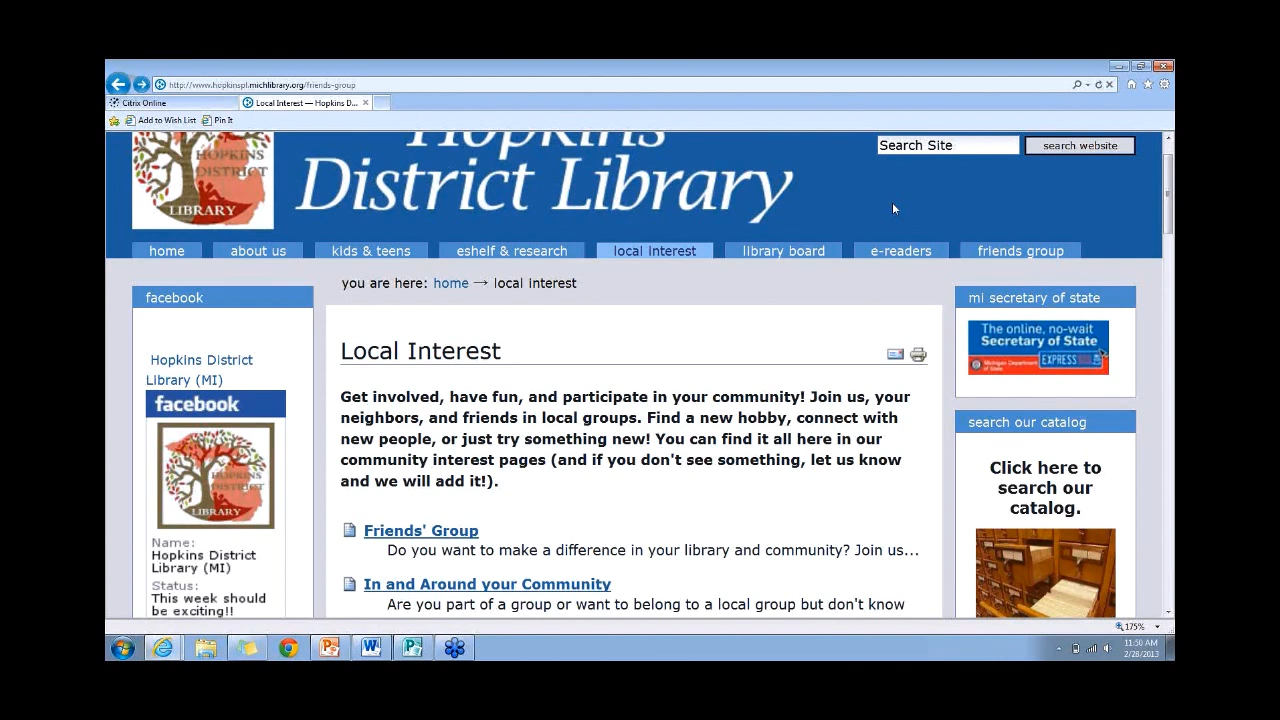 http://www.hopkinspl.michlibrary.org/friends-group
Citrix Online
Local Interest — Hopkins D...
Add to Wish List
Pin It
HOPKINS
DISTRICT
LIBRARY
Hopkins
District Library
Search Site
search website
home
about us
kids & teens
eshelf & research
local interest
library board
e-readers
friends group
you are here: home → local interest
facebook
Hopkins District
Library (MI)
facebook
HOPKINS
DISTRICT
LIBRARY
Name:
Hopkins District
Library (MI)
Status:
This week should
be exciting!!
Local Interest
Get involved, have fun, and participate in your community! Join us, your
neighbors, and friends in local groups. Find a new hobby, connect with
new people, or just try something new! You can find it all here in our
community interest pages (and if you don't see something, let us know
and we will add it!).
Friends' Group
Do you want to make a difference in your library and community? Join us...
In and Around your Community
Are you part of a group or want to belong to a local group but don't know
mi secretary of state
The online, no-wait
Secretary of State
Michigan Department
of State
EXPRESS
search our catalog
Click here to
search our
catalog.
175%
11:50 AM
2/28/2013